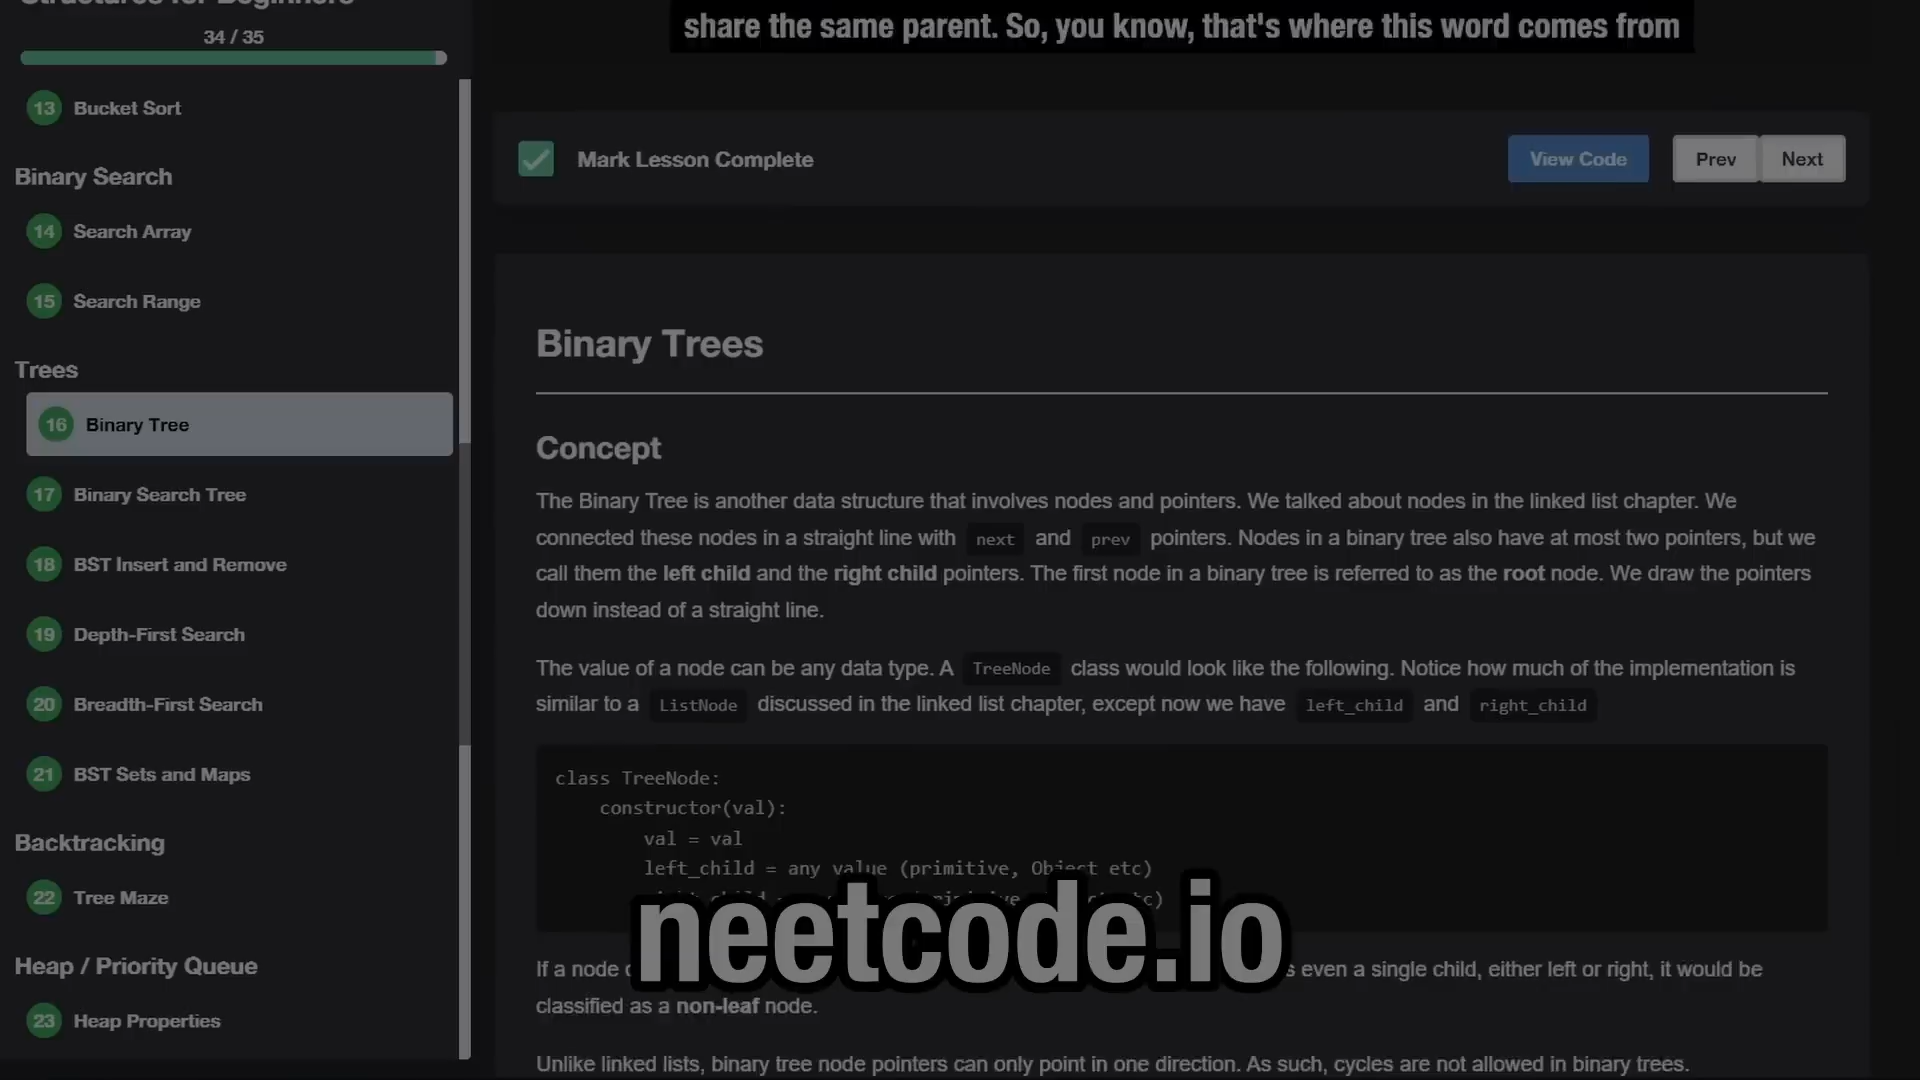 Structures for Beginners
34 / 35
13 Bucket Sort
Binary Search
14 Search Array
15 Search Range
Trees
16 Binary Tree
17 Binary Search Tree
18 BST Insert and Remove
19 Depth-First Search
20 Breadth-First Search
21 BST Sets and Maps
Backtracking
22 Tree Maze
Heap / Priority Queue
23 Heap Properties
share the same parent. So, you know, that's where this word comes from
Mark Lesson Complete
View Code
Prev
Next
Binary Trees
Concept
The Binary Tree is another data structure that involves nodes and pointers. We talked about nodes in the linked list chapter. We
connected these nodes in a straight line with next and prev pointers. Nodes in a binary tree also have at most two pointers, but we
call them the left child and the right child pointers. The first node in a binary tree is referred to as the root node. We draw the pointers
down instead of a straight line.
The value of a node can be any data type. A TreeNode class would look like the following. Notice how much of the implementation is
similar to a ListNode discussed in the linked list chapter, except now we have left_child and right_child
class TreeNode:
constructor(val):
val = val
left_child = any value (primitive, Object etc)
neetcode.io
If a node
even a single child, either left or right, it would be
classified as a non-leaf node.
Unlike linked lists, binary tree node pointers can only point in one direction. As such, cycles are not allowed in binary trees.